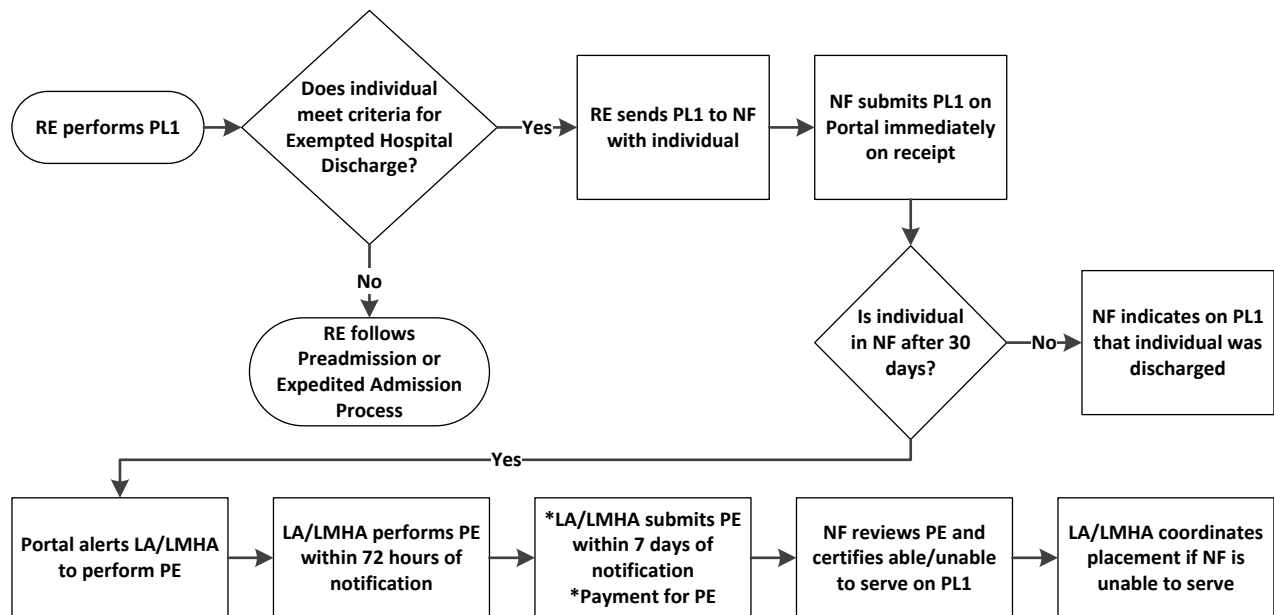 RE performs PL1
Does individual
meet criteria for
Exempted Hospital
Discharge?
Yes
RE sends PL1 to NF
with individual
NF submits PL1 on
Portal immediately
on receipt
No
RE follows
Preadmission or
Expedited Admission
Process
Is individual
in NF after 30
days?
No
NF indicates on PL1
that individual was
discharged
Yes
Portal alerts LA/LMHA
to perform PE
LA/LMHA performs PE
within 72 hours of
notification
*LA/LMHA submits PE
within 7 days of
notification
*Payment for PE
NF reviews PE and
certifies able/unable
to serve on PL1
LA/LMHA coordinates
placement if NF is
unable to serve